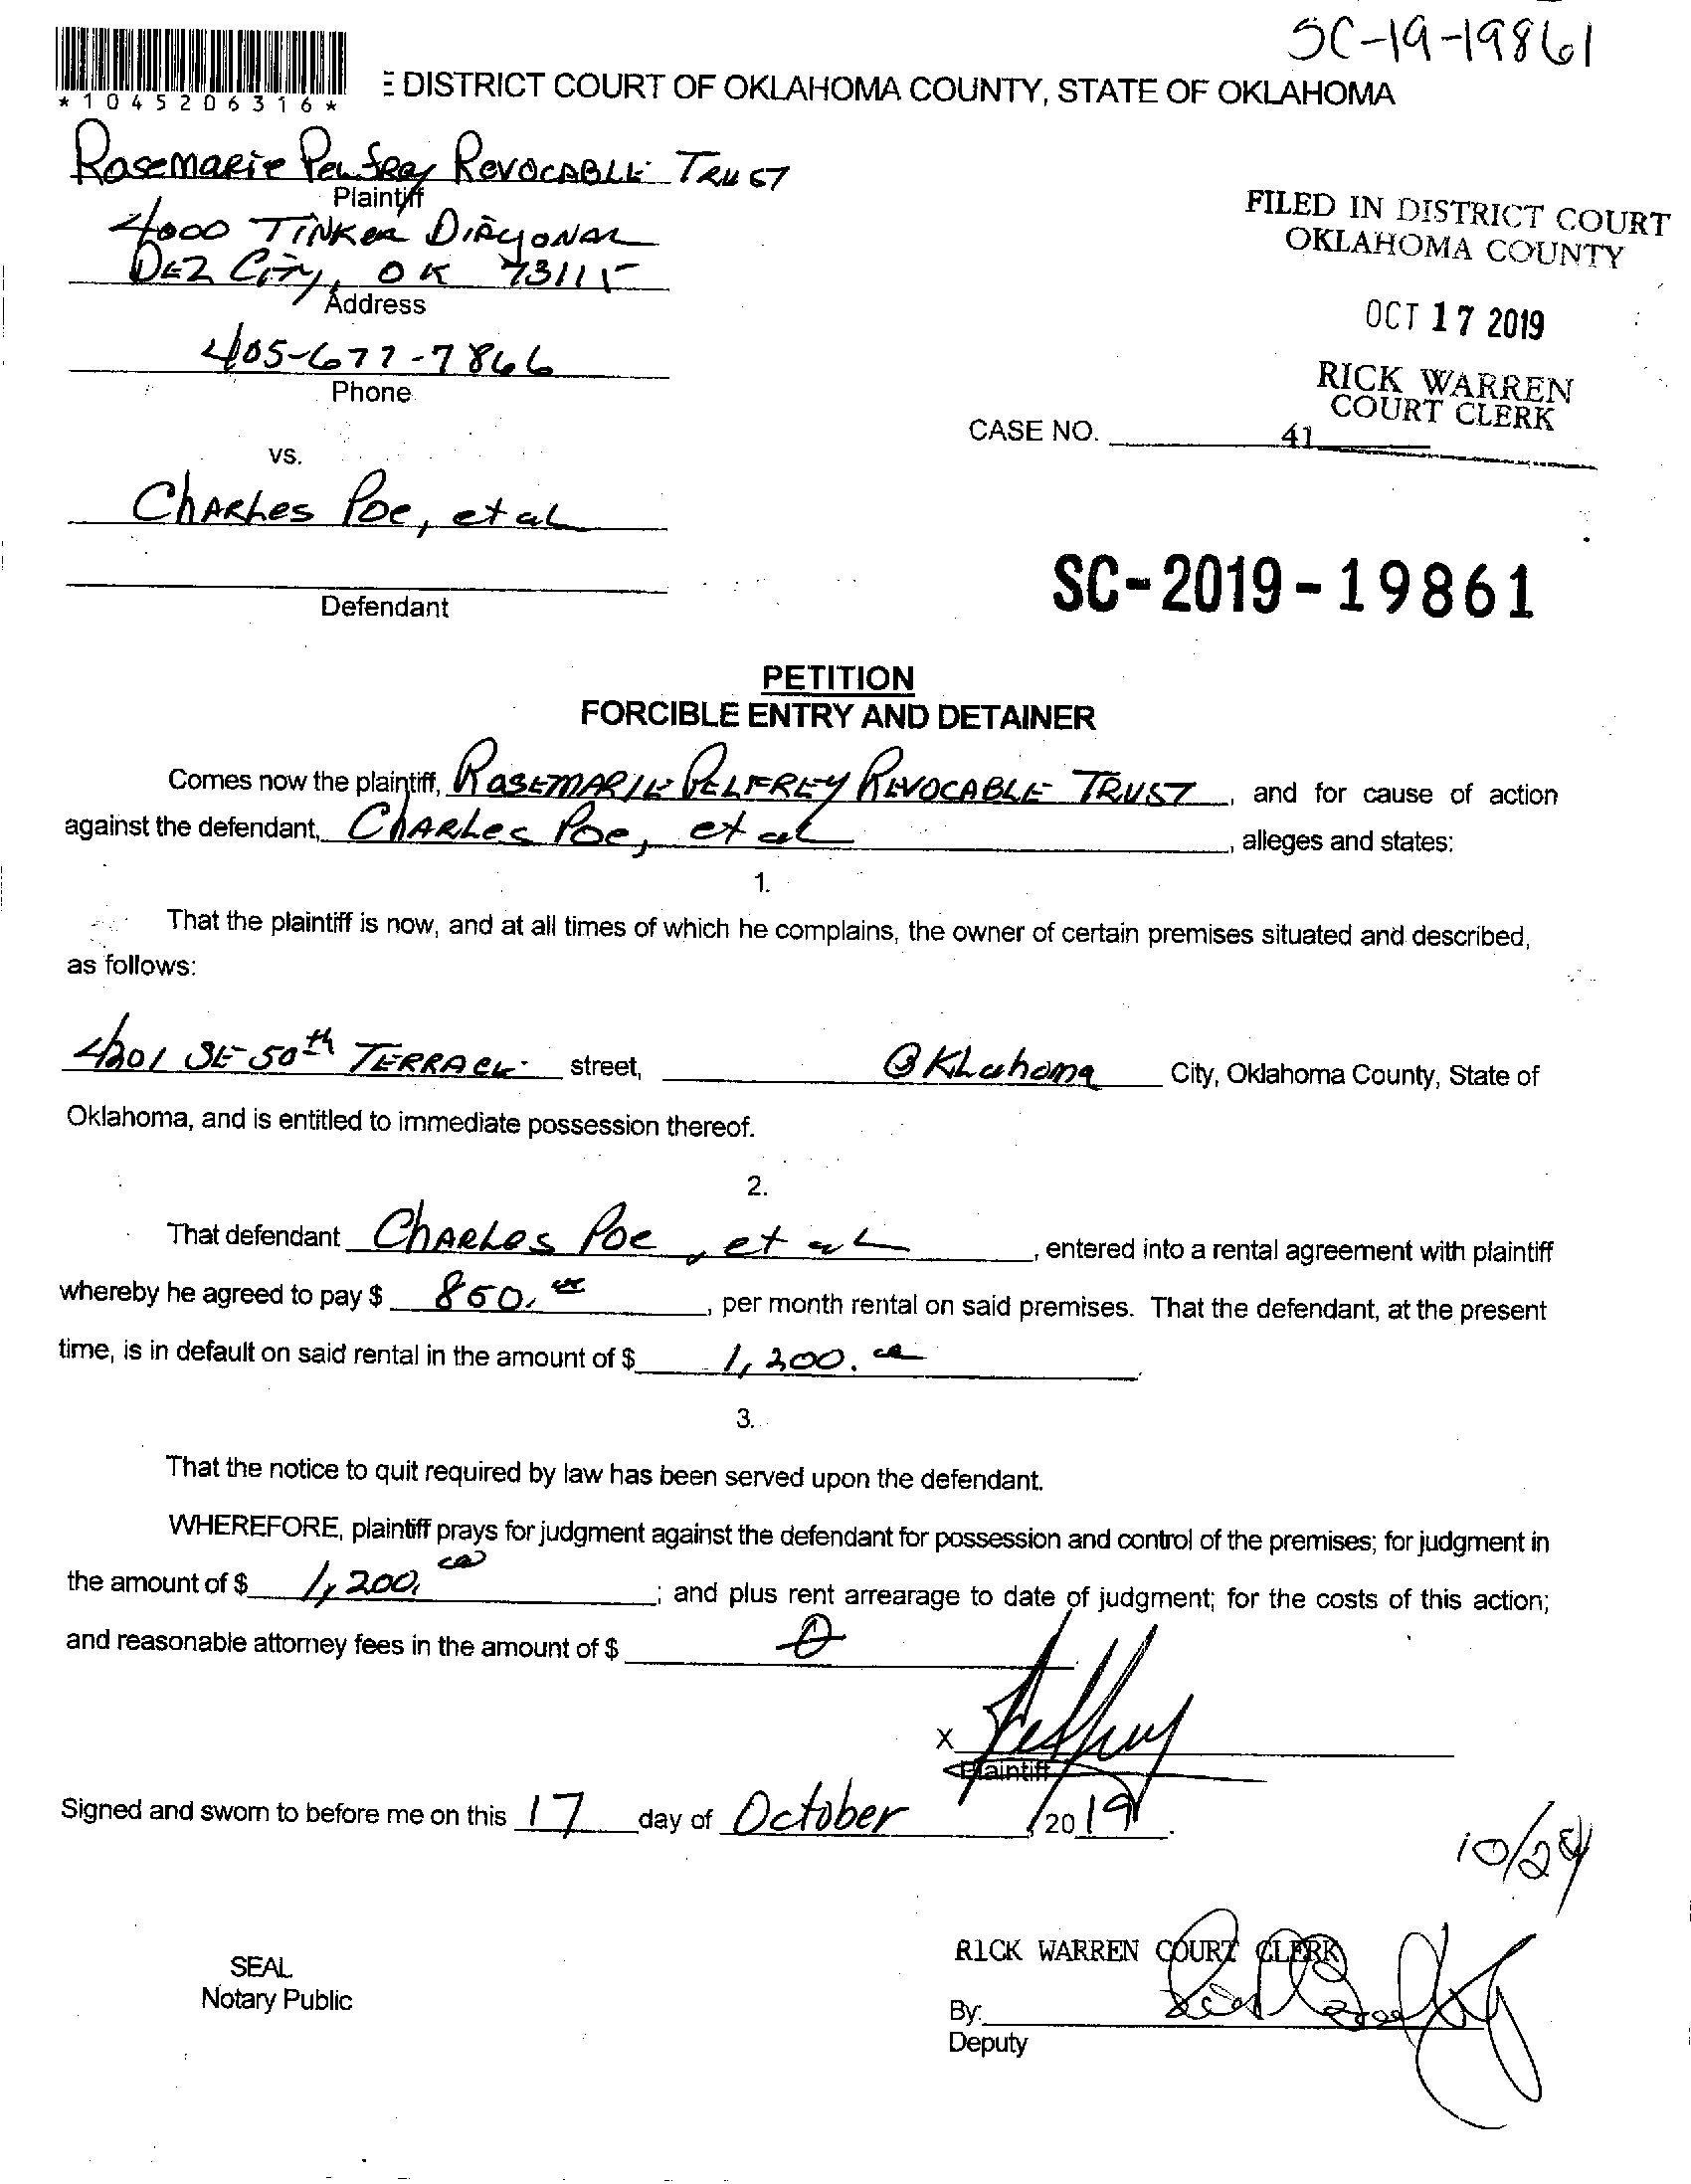 SC-19-19861
*1045206316*
E DISTRICT COURT OF OKLAHOMA COUNTY, STATE OF OKLAHOMA
Rosemarie Pelfrey Revocable Trust
Plaintiff
4000 Tinker Diagonal
Del City, OK 73115
Address
405-677-7866
Phone
FILED IN DISTRICT COURT
OKLAHOMA COUNTY
OCT 17 2019
RICK WARREN
COURT CLERK
CASE NO.
41
vs.
Charles Poe, et al
Defendant
SC-2019-19861
PETITION
FORCIBLE ENTRY AND DETAINER
Comes now the plaintiff, Rosemarie Pelfrey Revocable Trust, and for cause of action
against the defendant, Charles Poe, et al, alleges and states:
1.
That the plaintiff is now, and at all times of which he complains, the owner of certain premises situated and described,
as follows:
4201 SE 50th Terrace street, Oklahoma City, Oklahoma County, State of
Oklahoma, and is entitled to immediate possession thereof.
2.
That defendant Charles Poe, et al, entered into a rental agreement with plaintiff
whereby he agreed to pay $ 850., per month rental on said premises. That the defendant, at the present
time, is in default on said rental in the amount of $ 1,200.
3.
That the notice to quit required by law has been served upon the defendant.
WHEREFORE, plaintiff prays for judgment against the defendant for possession and control of the premises; for judgment in
the amount of $ 1,200.; and plus rent arrearage to date of judgment; for the costs of this action;
and reasonable attorney fees in the amount of $ 0
X Pelfrey
Plaintiff
Signed and sworn to before me on this 17 day of October, 2019.
10/24
SEAL
Notary Public
RICK WARREN COURT CLERK
By:
Deputy